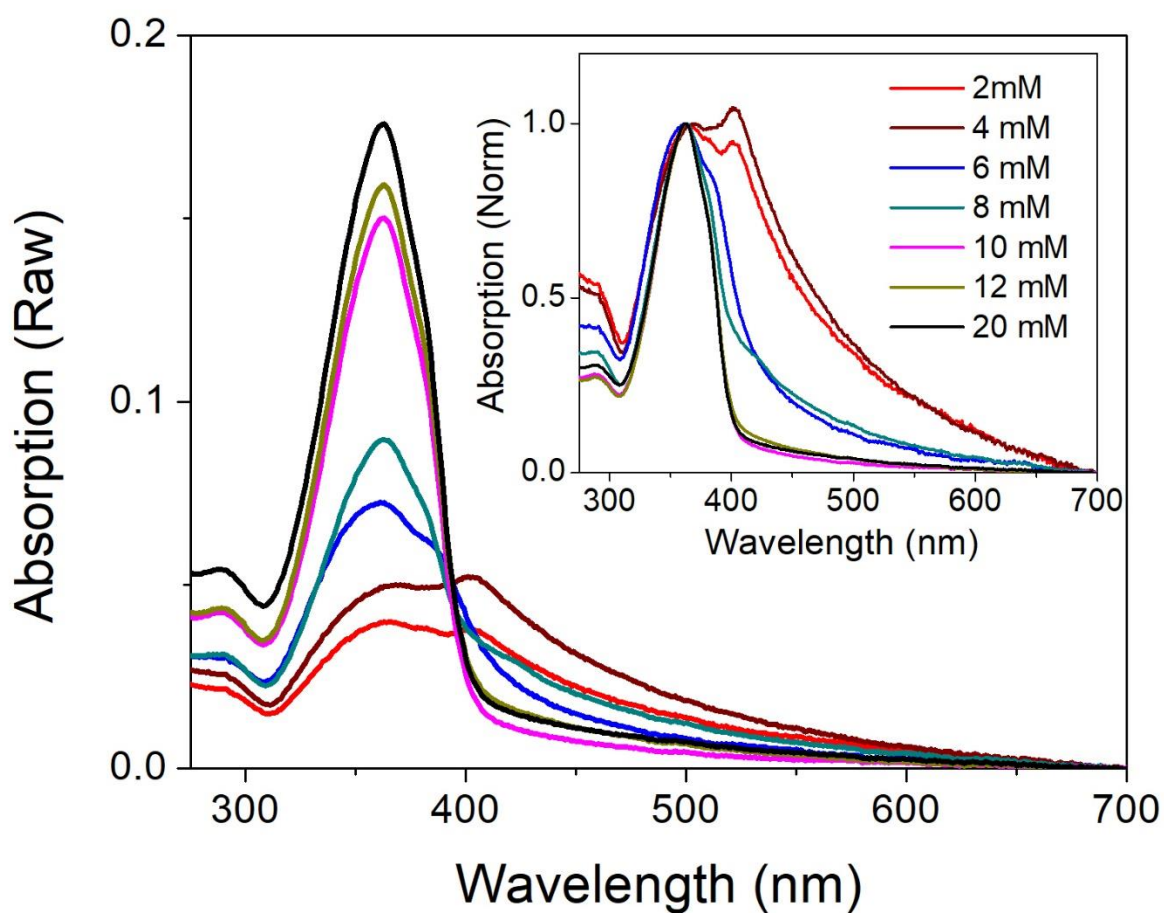 0.2
0.1
0.0
Absorption (Raw)
300
400
500
600
700
Wavelength (nm)
1.0
0.5
0.0
Absorption (Norm)
300
400
500
600
700
Wavelength (nm)
2mM
4 mM
6 mM
8 mM
10 mM
12 mM
20 mM